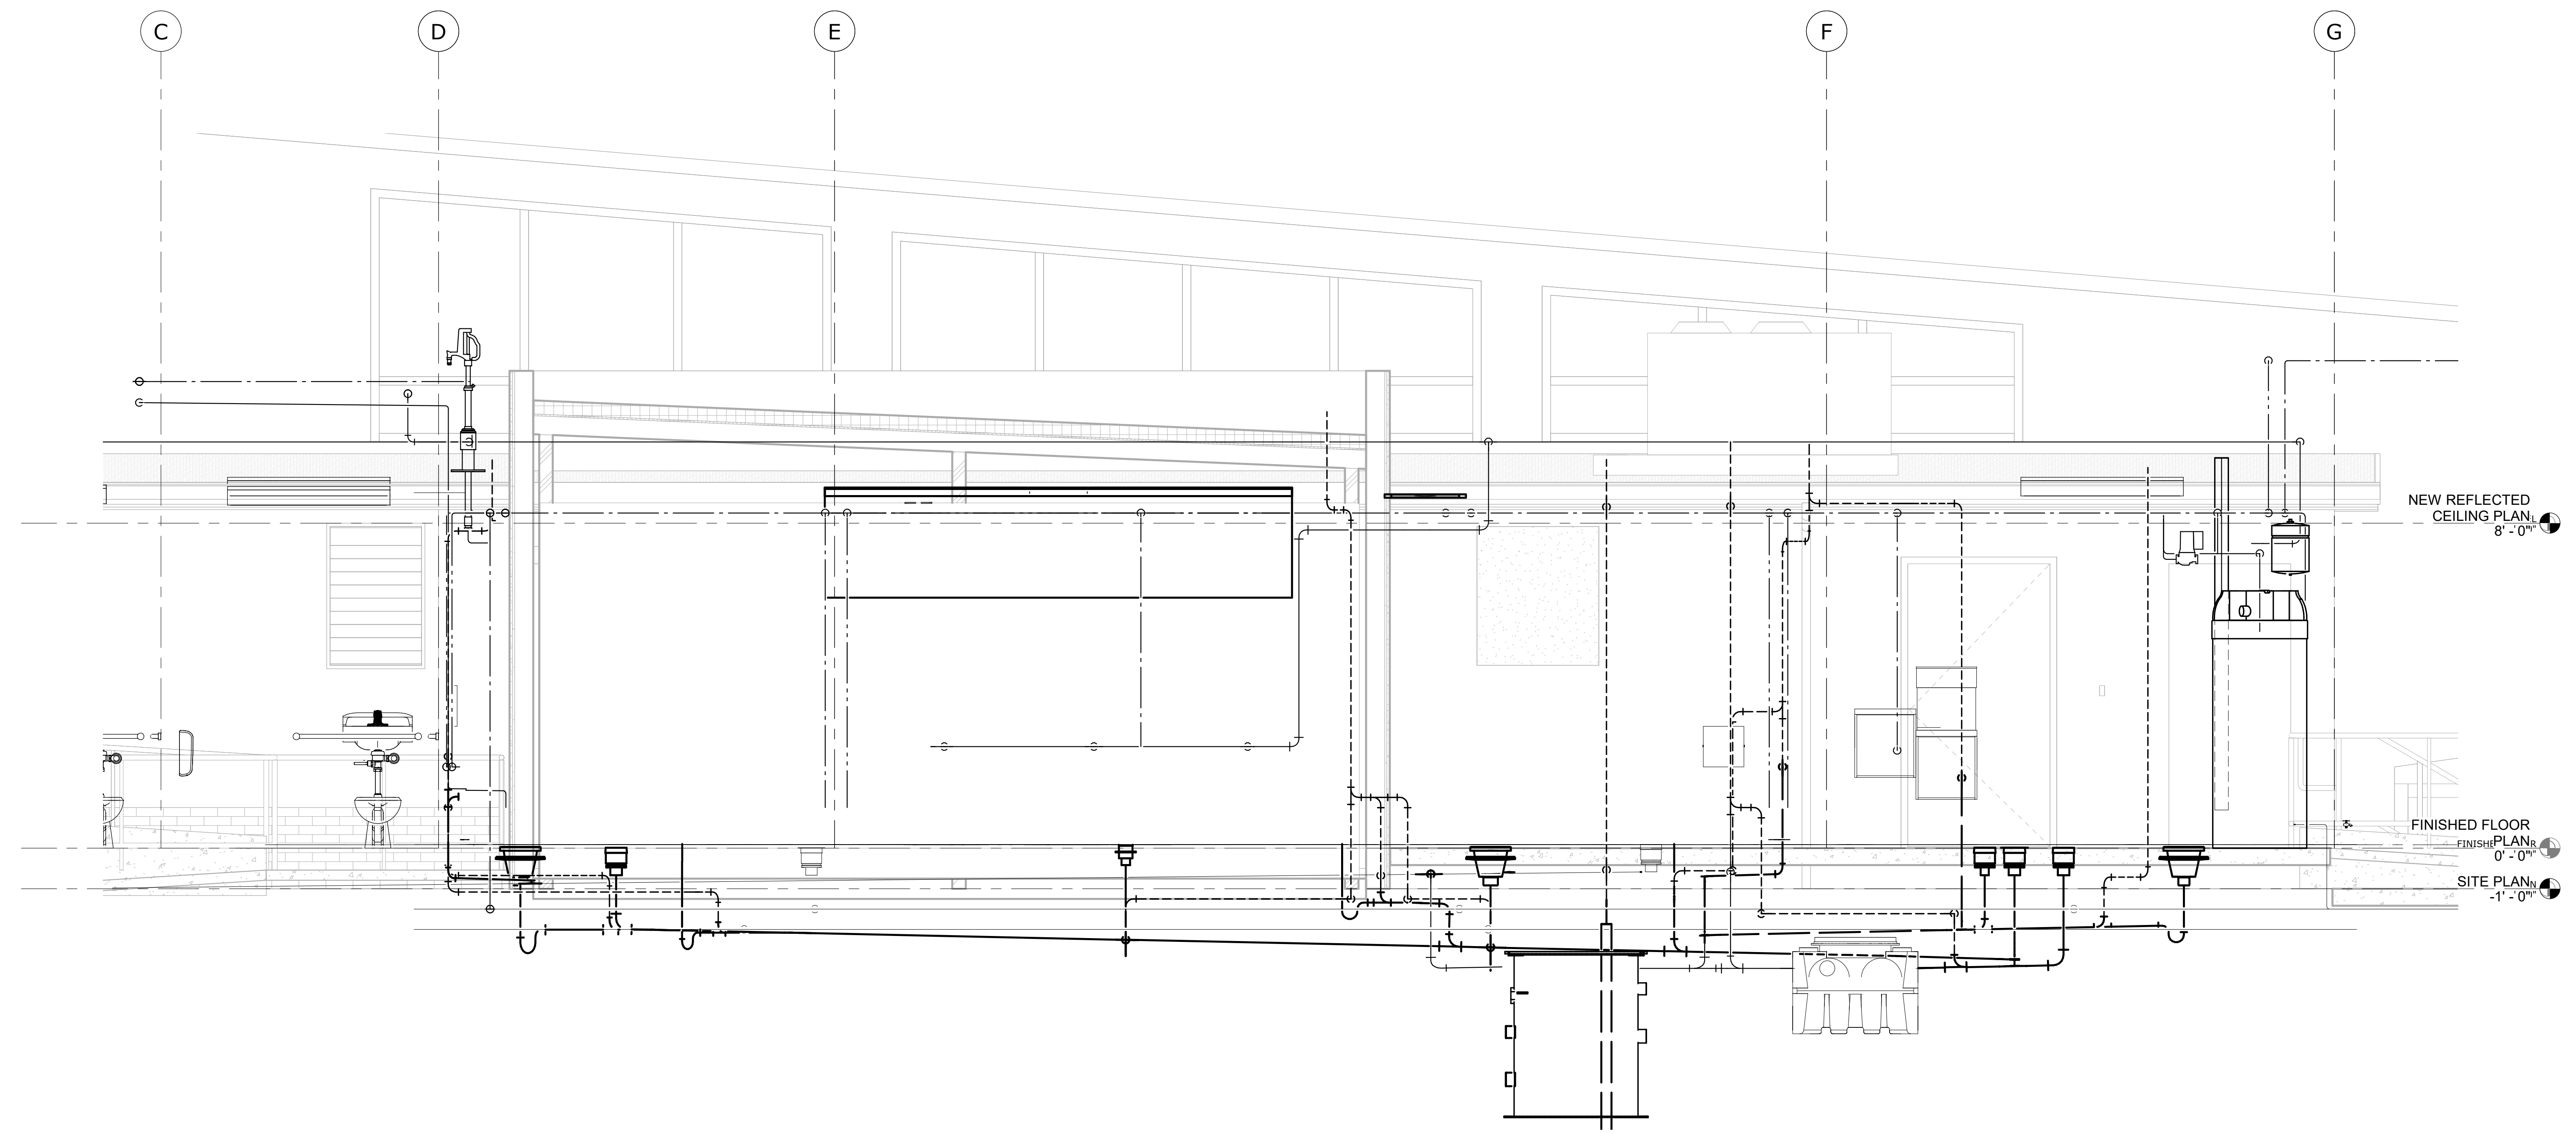 C
D
E
F
G
NEW REFLECTED
CEILING PLAN
8' - 0"
FINISHED FLOOR
PLAN
0' - 0"
SITE PLAN
-1' - 0"